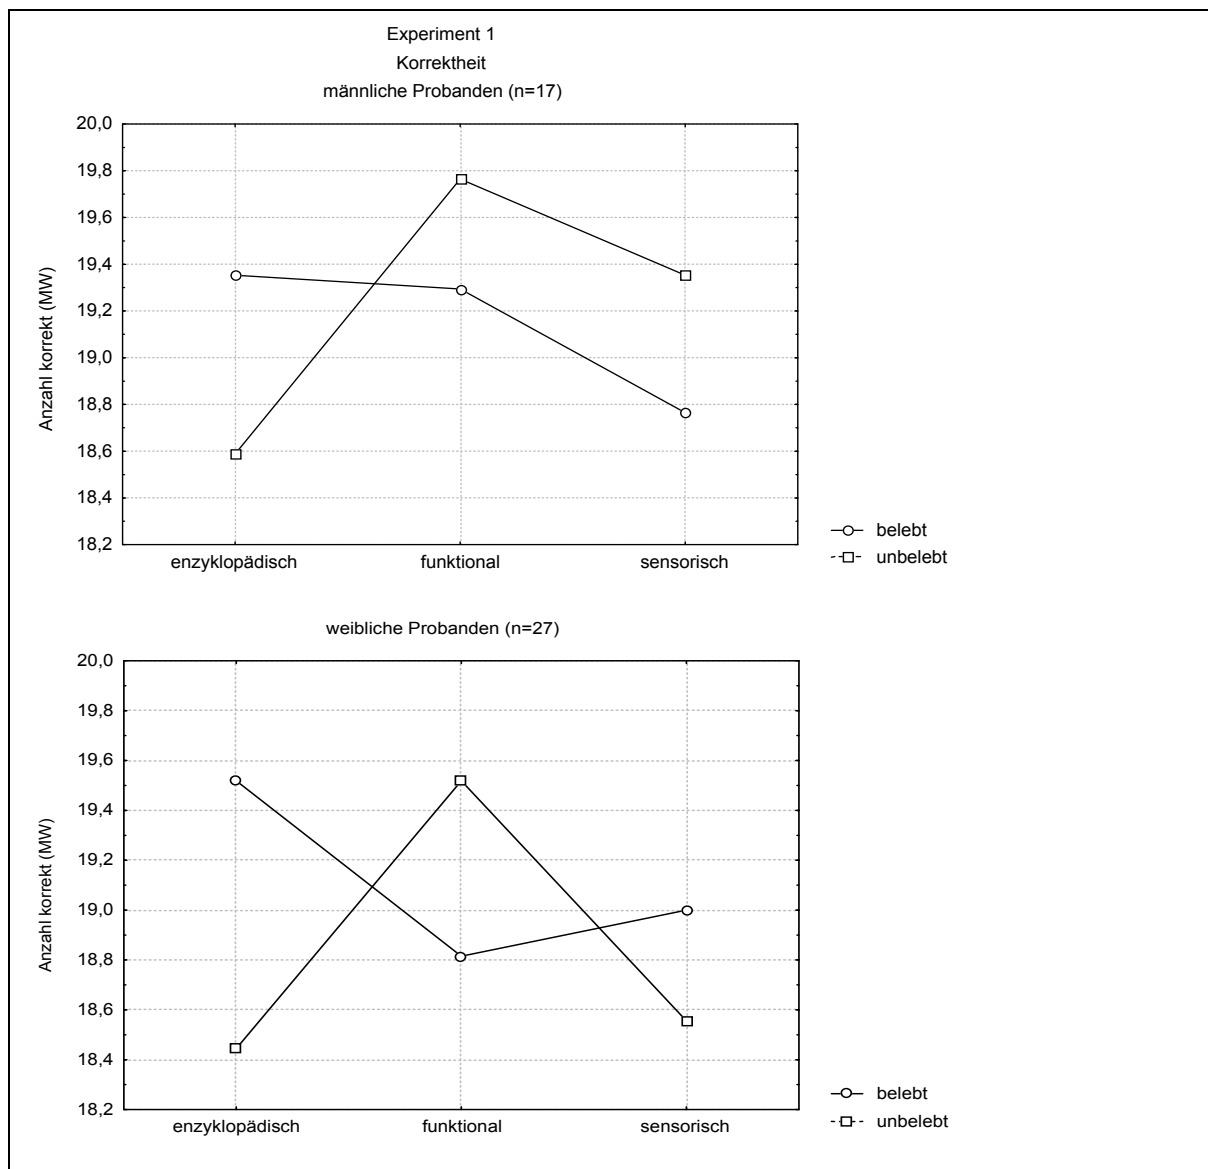 Experiment 1
Korrektheit
männliche Probanden (n=17)
20,0
19,8
19,6
19,4
19,2
19,0
18,8
18,6
18,4
18,2
Anzahl korrekt (MW)
enzyklopädisch funktional sensorisch
belebt
unbelebt
weibliche Probanden (n=27)
20,0
19,8
19,6
19,4
19,2
19,0
18,8
18,6
18,4
18,2
Anzahl korrekt (MW)
enzyklopädisch funktional sensorisch
belebt
unbelebt